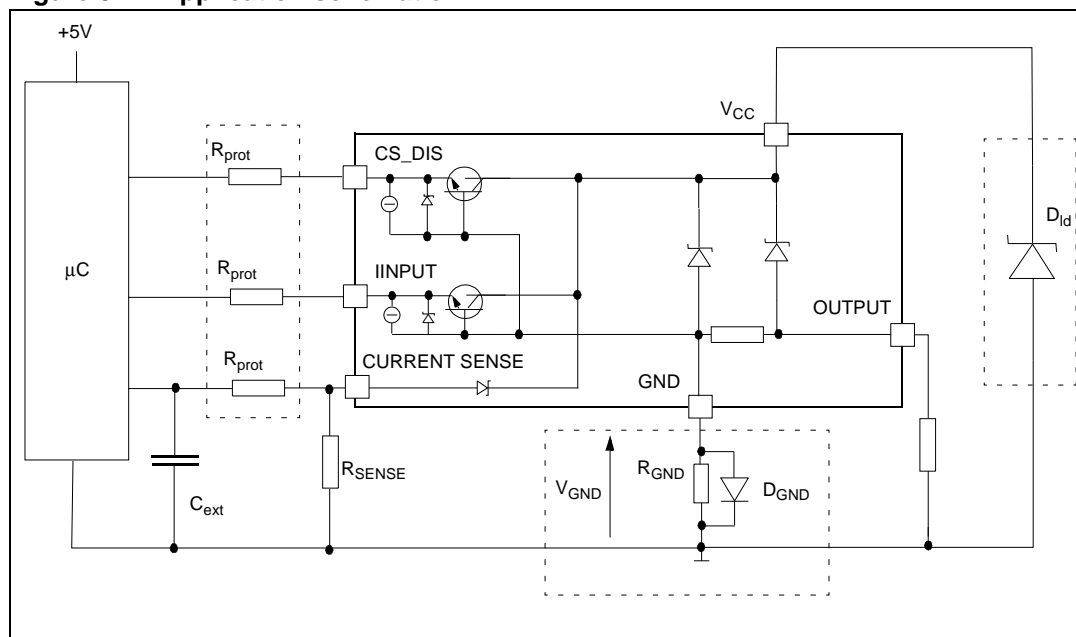 Figure Application schematic
+5V
V_CC
R_prot
CS_DIS
D_ld
μC
R_prot
IINPUT
OUTPUT
R_prot
CURRENT SENSE
GND
R_SENSE
R_GND
V_GND
D_GND
C_ext